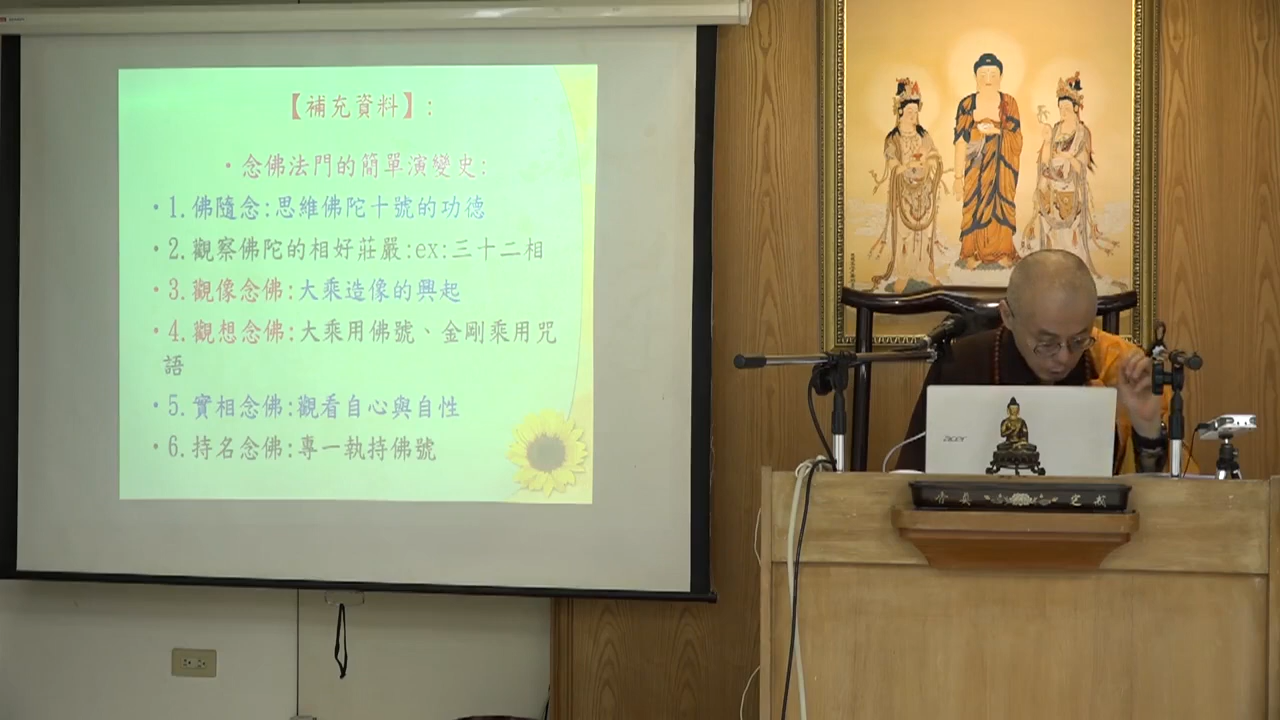 【補充資料】:
•念佛法門的簡單演變史:
•1.佛隨念:思維佛陀十號的功德
•2.觀察佛陀的相好莊嚴:ex:三十二相
•3.觀像念佛:大乘造像的興起
•4.觀想念佛:大乘用佛號、金剛乘用咒
語
•5.實相念佛:觀看自心與自性
•6.持名念佛:專一執持佛號
acer
香真 定戒